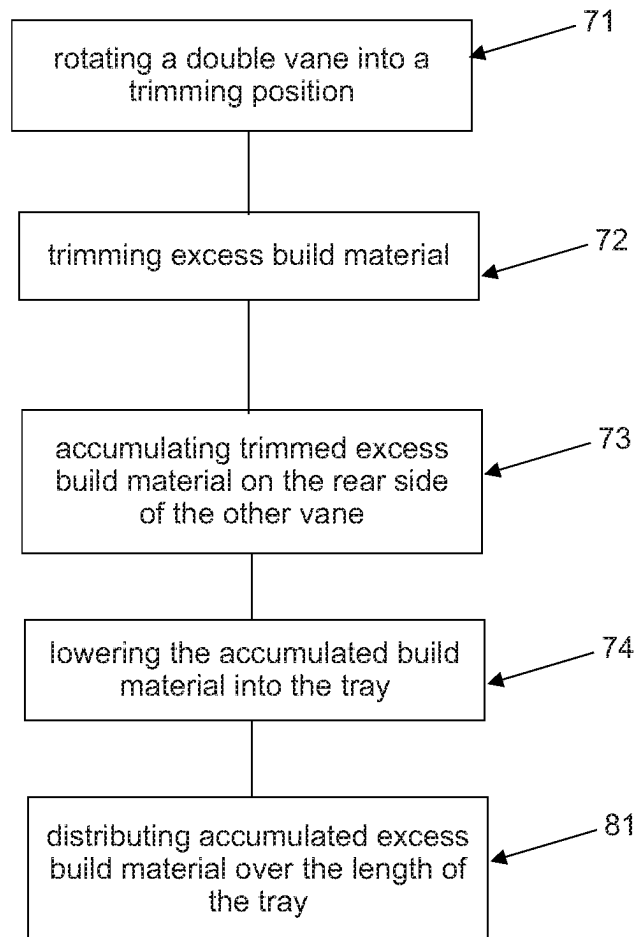 71
rotating a double vane into a
trimming position
trimming excess build material
72
accumulating trimmed excess
build material on the rear side
of the other vane
73
lowering the accumulated build
material into the tray
74
distributing accumulated excess
build material over the length of
the tray
81